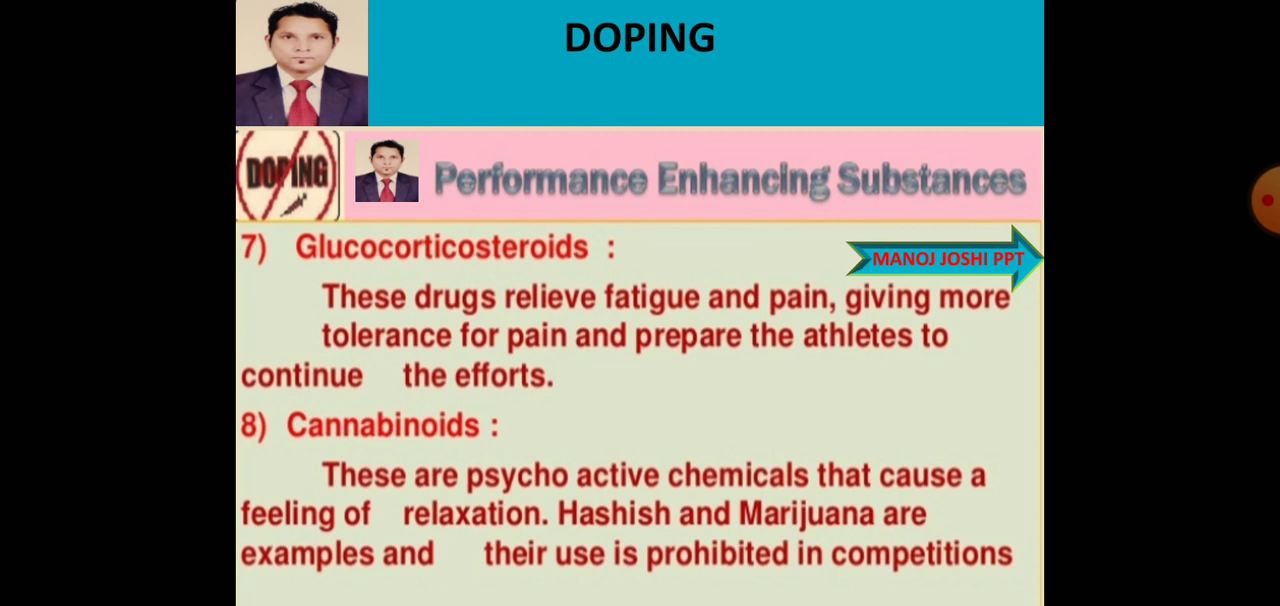 DOPING
DOPING
Performance Enhancing Substances
7) Glucocorticosteroids :
MANOJ JOSHI PPT
These drugs relieve fatigue and pain, giving more
tolerance for pain and prepare the athletes to
continue the efforts.
8) Cannabinoids :
These are psycho active chemicals that cause a
feeling of relaxation. Hashish and Marijuana are
examples and their use is prohibited in competitions